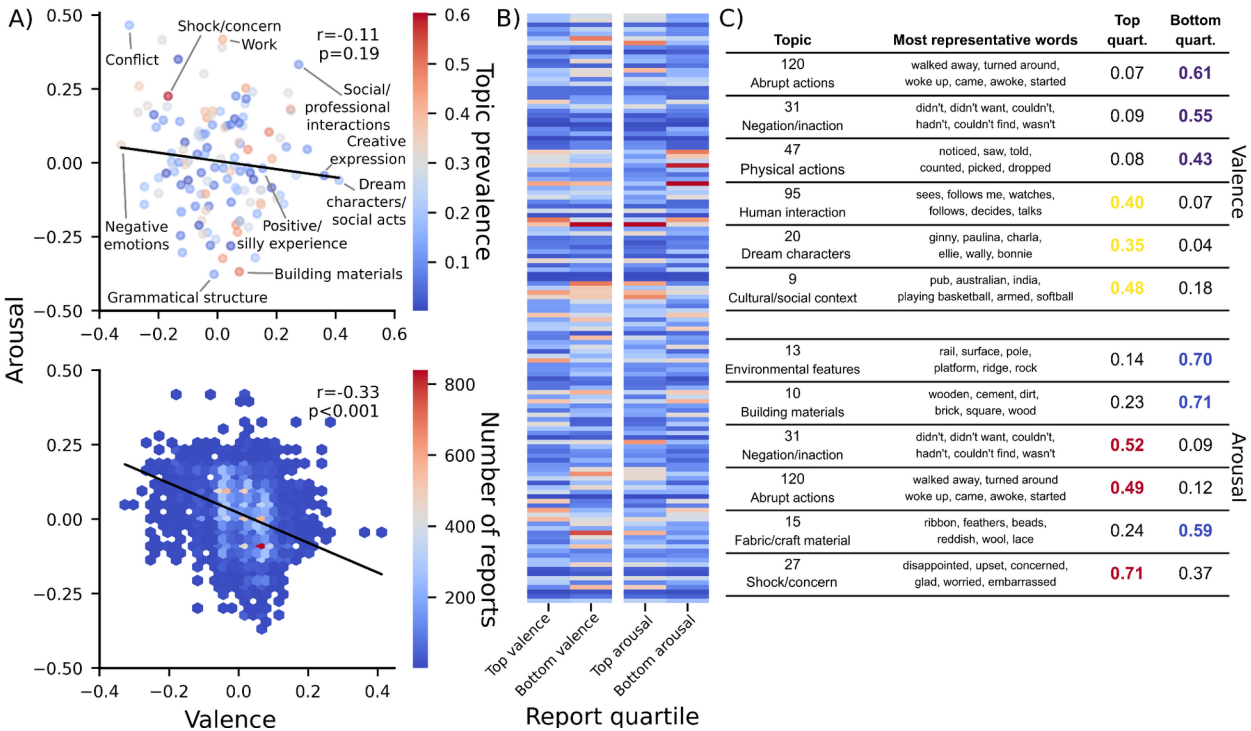 A)
0.50
0.25
0.00
−0.25
−0.50
−0.4
−0.2
0.0
0.2
0.4
0.6
Shock/concern
Work
Conflict
r=-0.11
p=0.19
Social/
professional
interactions
Creative
expression
Dream
characters/
social acts
Positive/
silly experience
Negative
emotions
Building materials
Grammatical structure
0.6
0.5
0.4
0.3
0.2
0.1
Topic prevalence
Arousal
0.50
0.25
0.00
−0.25
−0.50
−0.4
−0.2
0.0
0.2
0.4
r=-0.33
p<0.001
800
600
400
200
Number of reports
Valence
B)
Top valence
Bottom valence
Top arousal
Bottom arousal
Report quartile
C)
Topic Most representative words Top quart. Bottom quart.
120 walked away, turned around,
Abrupt actions woke up, came, awoke, started 0.07 0.61
31 didn't, didn't want, couldn't,
Negation/inaction hadn't, couldn't find, wasn't 0.09 0.55
47 noticed, saw, told,
Physical actions counted, picked, dropped 0.08 0.43
95 sees, follows me, watches,
Human interaction follows, decides, talks 0.40 0.07
20 ginny, paulina, charla,
Dream characters ellie, wally, bonnie 0.35 0.04
9 pub, australian, india,
Cultural/social context playing basketball, armed, softball 0.48 0.18
Valence
13 rail, surface, pole,
Environmental features platform, ridge, rock 0.14 0.70
10 wooden, cement, dirt,
Building materials brick, square, wood 0.23 0.71
31 didn't, didn't want, couldn't,
Negation/inaction hadn't, couldn't find, wasn't 0.52 0.09
120 walked away, turned around
Abrupt actions woke up, came, awoke, started 0.49 0.12
15 ribbon, feathers, beads,
Fabric/craft material reddish, wool, lace 0.24 0.59
27 disappointed, upset, concerned,
Shock/concern glad, worried, embarrassed 0.71 0.37
Arousal